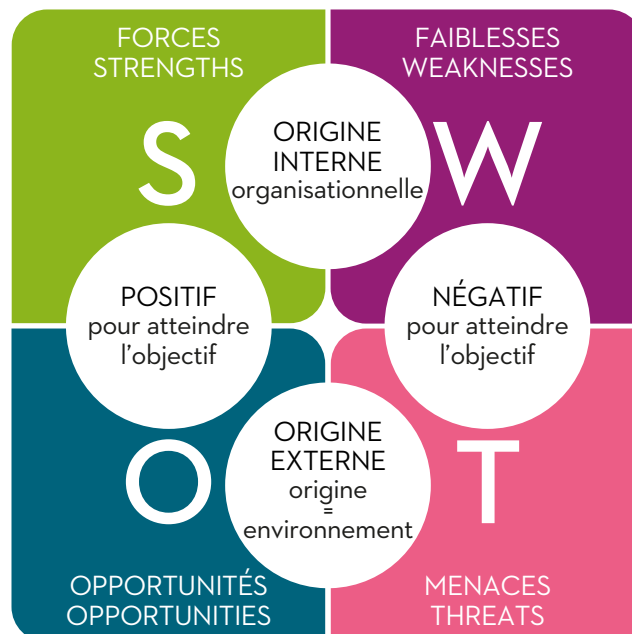 FORCES
STRENGTHS
FAIBLESSES
WEAKNESSES
S
ORIGINE
INTERNE
organisationnelle
W
POSITIF
pour atteindre
l'objectif
NÉGATIF
pour atteindre
l'objectif
O
ORIGINE
EXTERNE
origine
=
environnement
T
OPPORTUNITÉS
OPPORTUNITIES
MENACES
THREATS